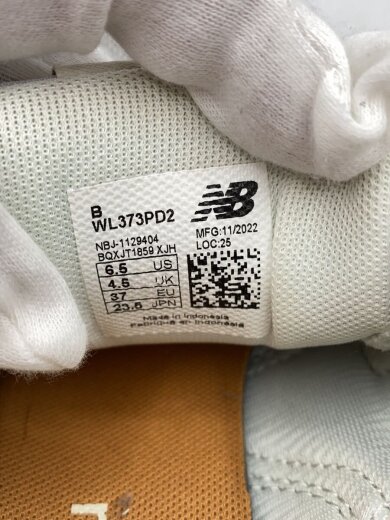 B
WL373PD2
NB
NBJ-1129404
BQXJT1859 XJH
MFG:11/2022
LOC:25
6.5 US
4.5 UK
37 EU
23.5 JPN
Made in Indonesia
Fabriqué en Indonésie